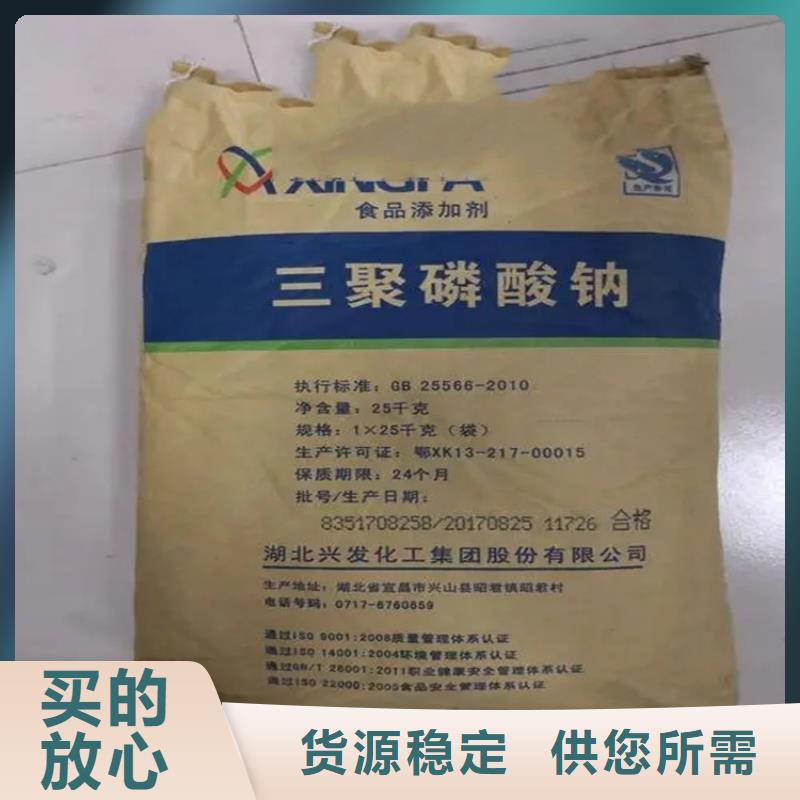 XINGFA
食品添加剂
三聚磷酸钠
执行标准：GB 25566-2010
净含量：25千克
规格：1×25千克（袋）
生产许可证：鄂XK13-217-00015
保质期限：24个月
批号/生产日期：
835170825B/20170825 11726 合格
湖北兴发化工集团股份有限公司
生产地址：湖北省宜昌市兴山县昭君镇昭君村
电话号码：0717-6760859
通过ISO 9001:2008质量管理体系认证
通过ISO 14001:2004环境管理体系认证
通过GB/T 28001:2011职业健康安全管理体系认证
通过ISO 22000:2005食品安全管理体系认证
买的
放心
货源稳定 供您所需